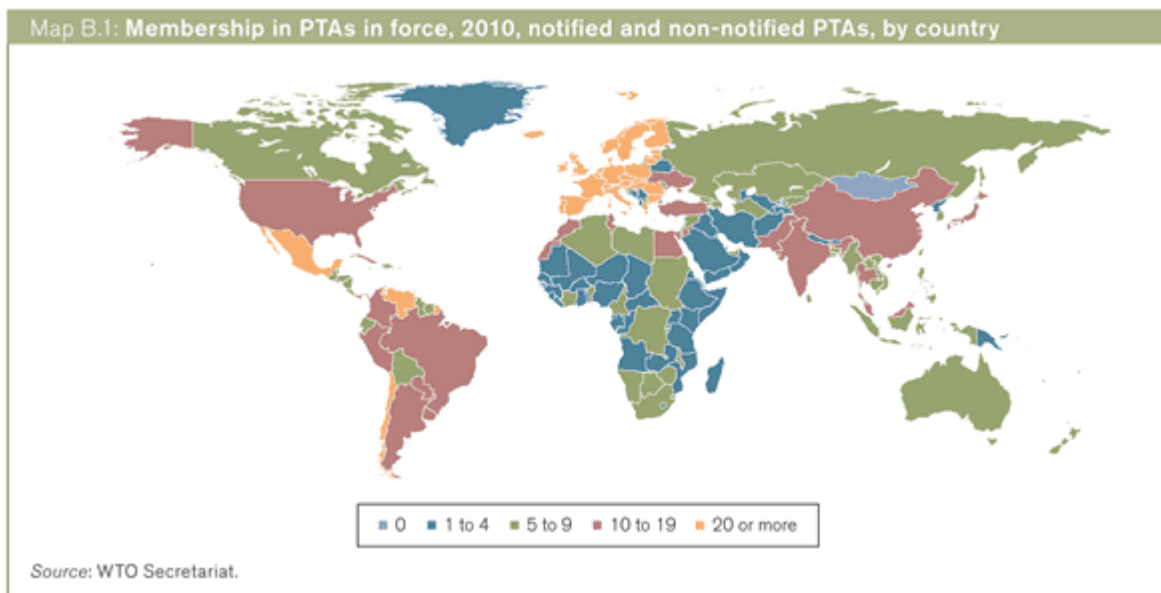 Map B.1: Membership in PTAs in force, 2010, notified and non-notified PTAs, by country
0 1 to 4 5 to 9 10 to 19 20 or more
Source: WTO Secretariat.